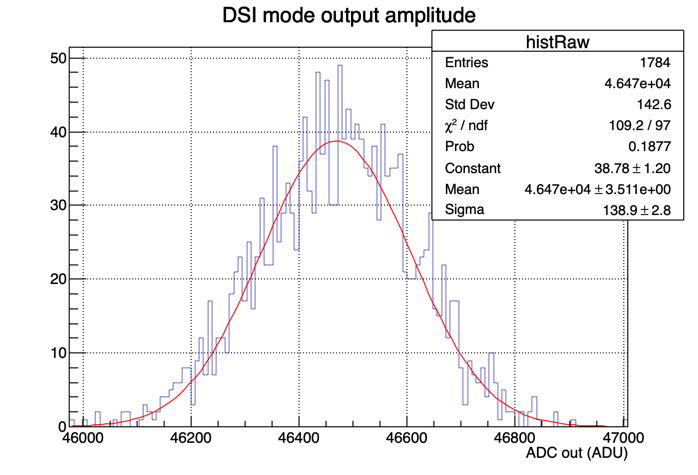 DSI mode output amplitude
histRaw
Entries 1784
Mean 4.647e+04
Std Dev 142.6
χ² / ndf 109.2 / 97
Prob 0.1877
Constant 38.78 ± 1.20
Mean 4.647e+04 ± 3.511e+00
Sigma 138.9 ± 2.8
50
40
30
20
10
0
46000 46200 46400 46600 46800 47000
ADC out (ADU)